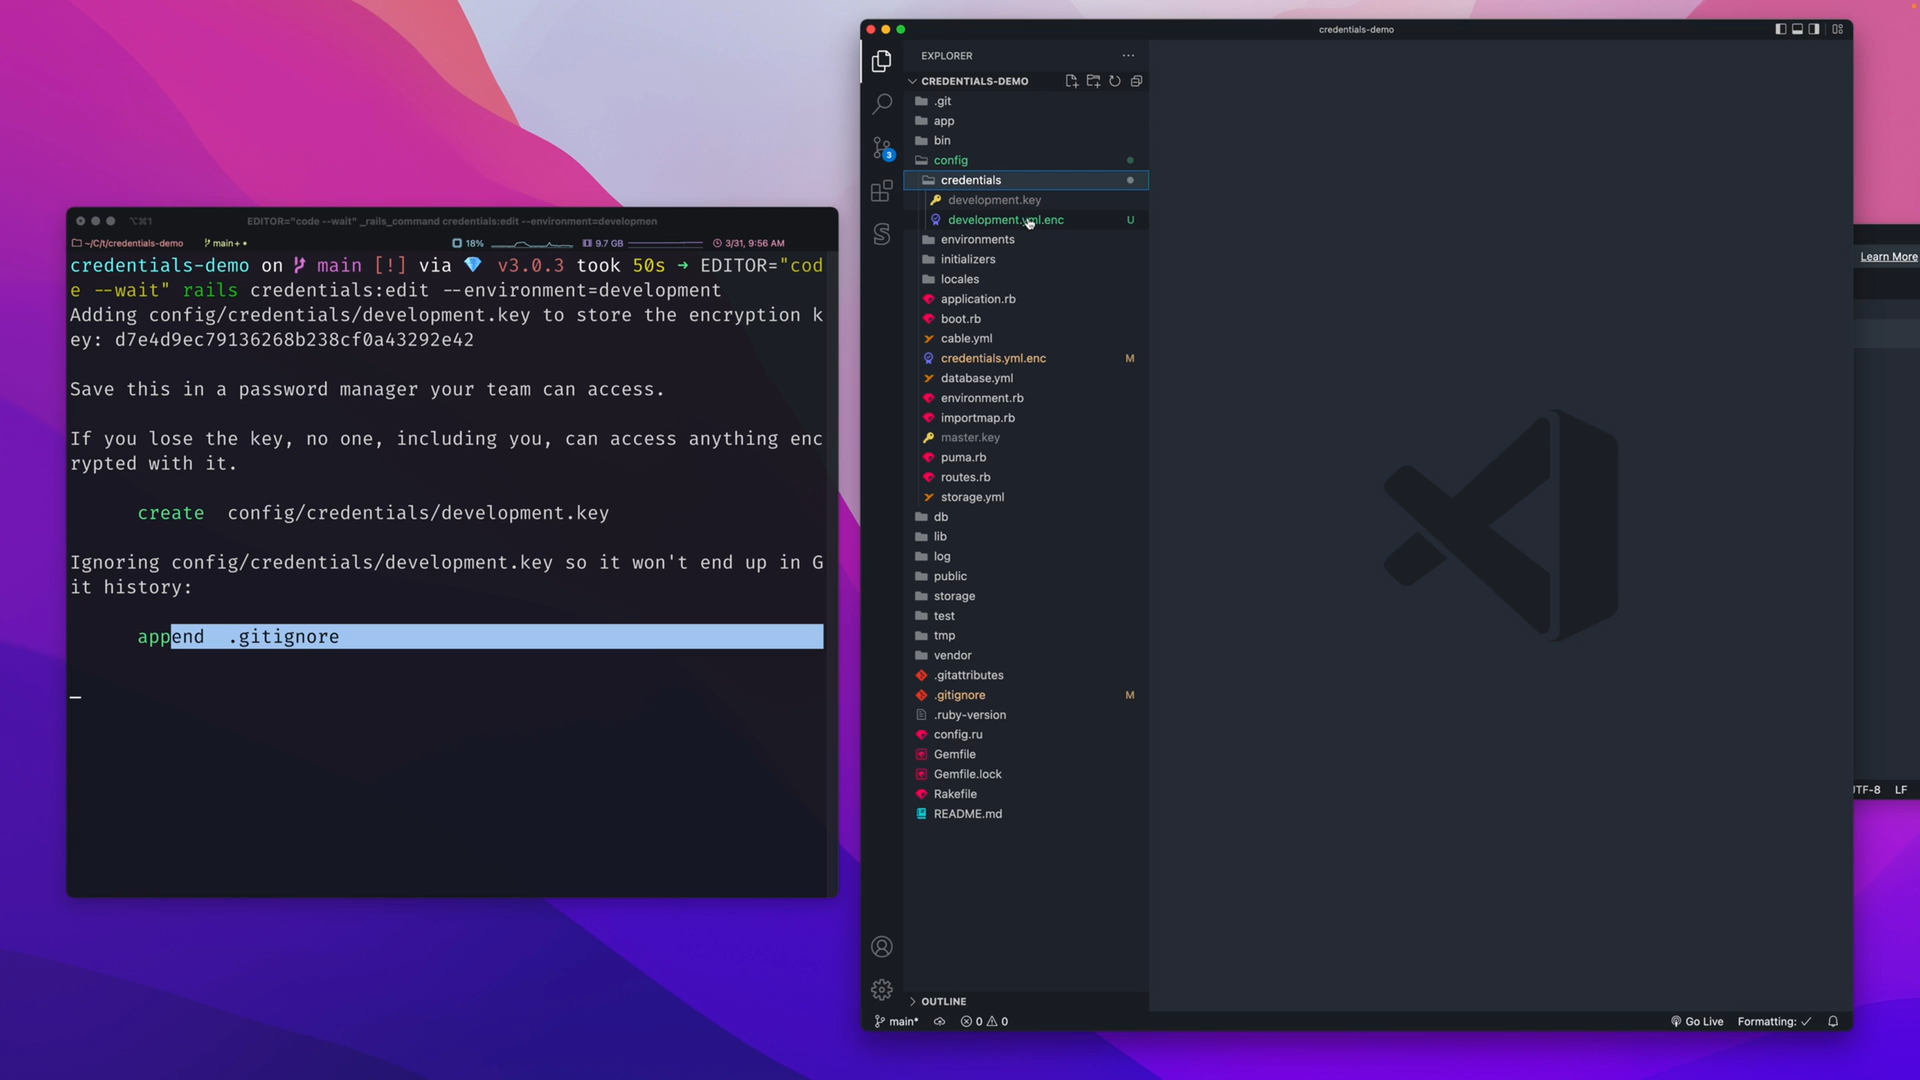 EDITOR="code --wait" _rails_command credentials:edit --environment=developmen
~/C/t/credentials-demo main+• 18% 9.7 GB 3/31, 9:56 AM
credentials-demo on main [!] via v3.0.3 took 50s → EDITOR="cod
e --wait" rails credentials:edit --environment=development
Adding config/credentials/development.key to store the encryption k
ey: d7e4d9ec79136268b238cf0a43292e42
Save this in a password manager your team can access.
If you lose the key, no one, including you, can access anything enc
rypted with it.
create config/credentials/development.key
Ignoring config/credentials/development.key so it won't end up in G
it history:
append .gitignore
credentials-demo
EXPLORER
CREDENTIALS-DEMO
.git
app
bin
config
credentials
development.key
development.yml.enc U
environments
initializers
locales
application.rb
boot.rb
cable.yml
credentials.yml.enc M
database.yml
environment.rb
importmap.rb
master.key
puma.rb
routes.rb
storage.yml
db
lib
log
public
storage
test
tmp
vendor
.gitattributes
.gitignore M
.ruby-version
config.ru
Gemfile
Gemfile.lock
Rakefile
README.md
OUTLINE
3
main* 0 0 Go Live Formatting:
Learn More
UTF-8 LF